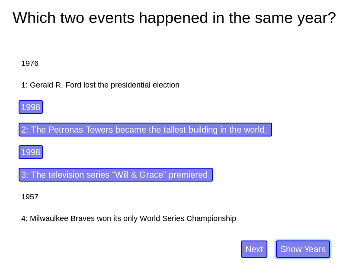 Which two events happened in the same year?
1976
1: Gerald R. Ford lost the presidential election
1998
2: The Petronas Towers became the tallest building in the world.
1998
3: The television series "Will & Grace" premiered.
1957
4: Milwaukee Braves won its only World Series Championship
Next
Show Years